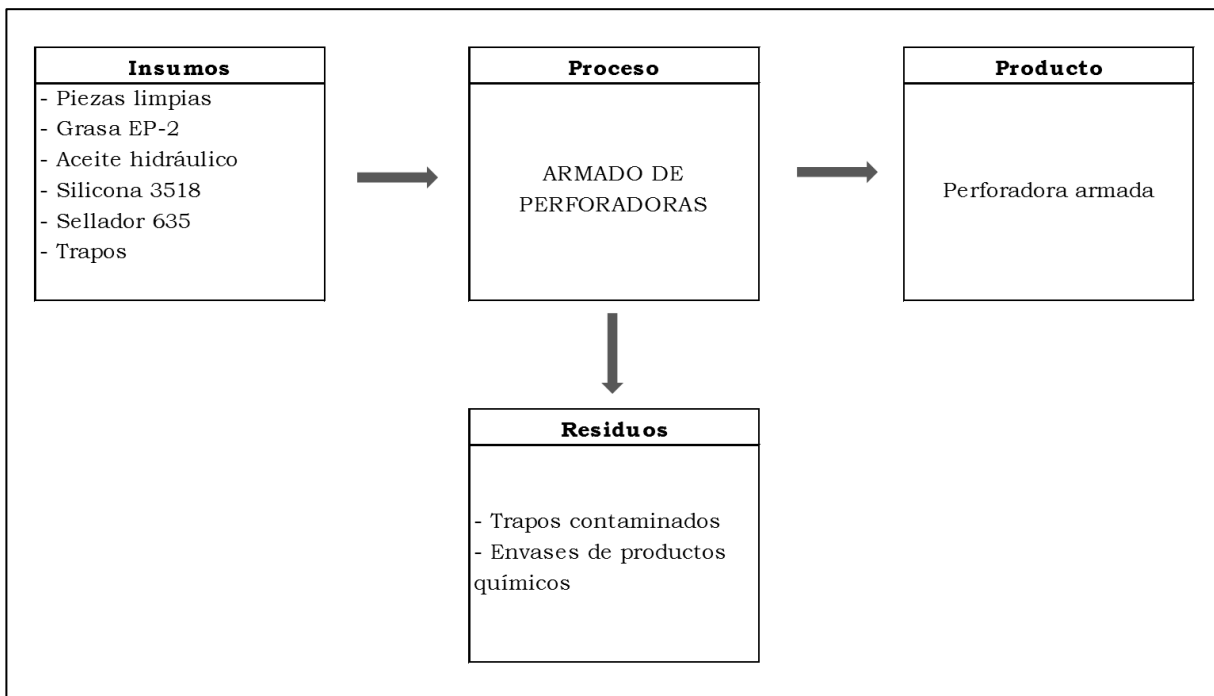 Insumos
- Piezas limpias
- Grasa EP-2
- Aceite hidráulico
- Silicona 3518
- Sellador 635
- Trapos
Proceso
ARMADO DE
PERFORADORAS
Producto
Perforadora armada
Residuos
- Trapos contaminados
- Envases de productos
químicos